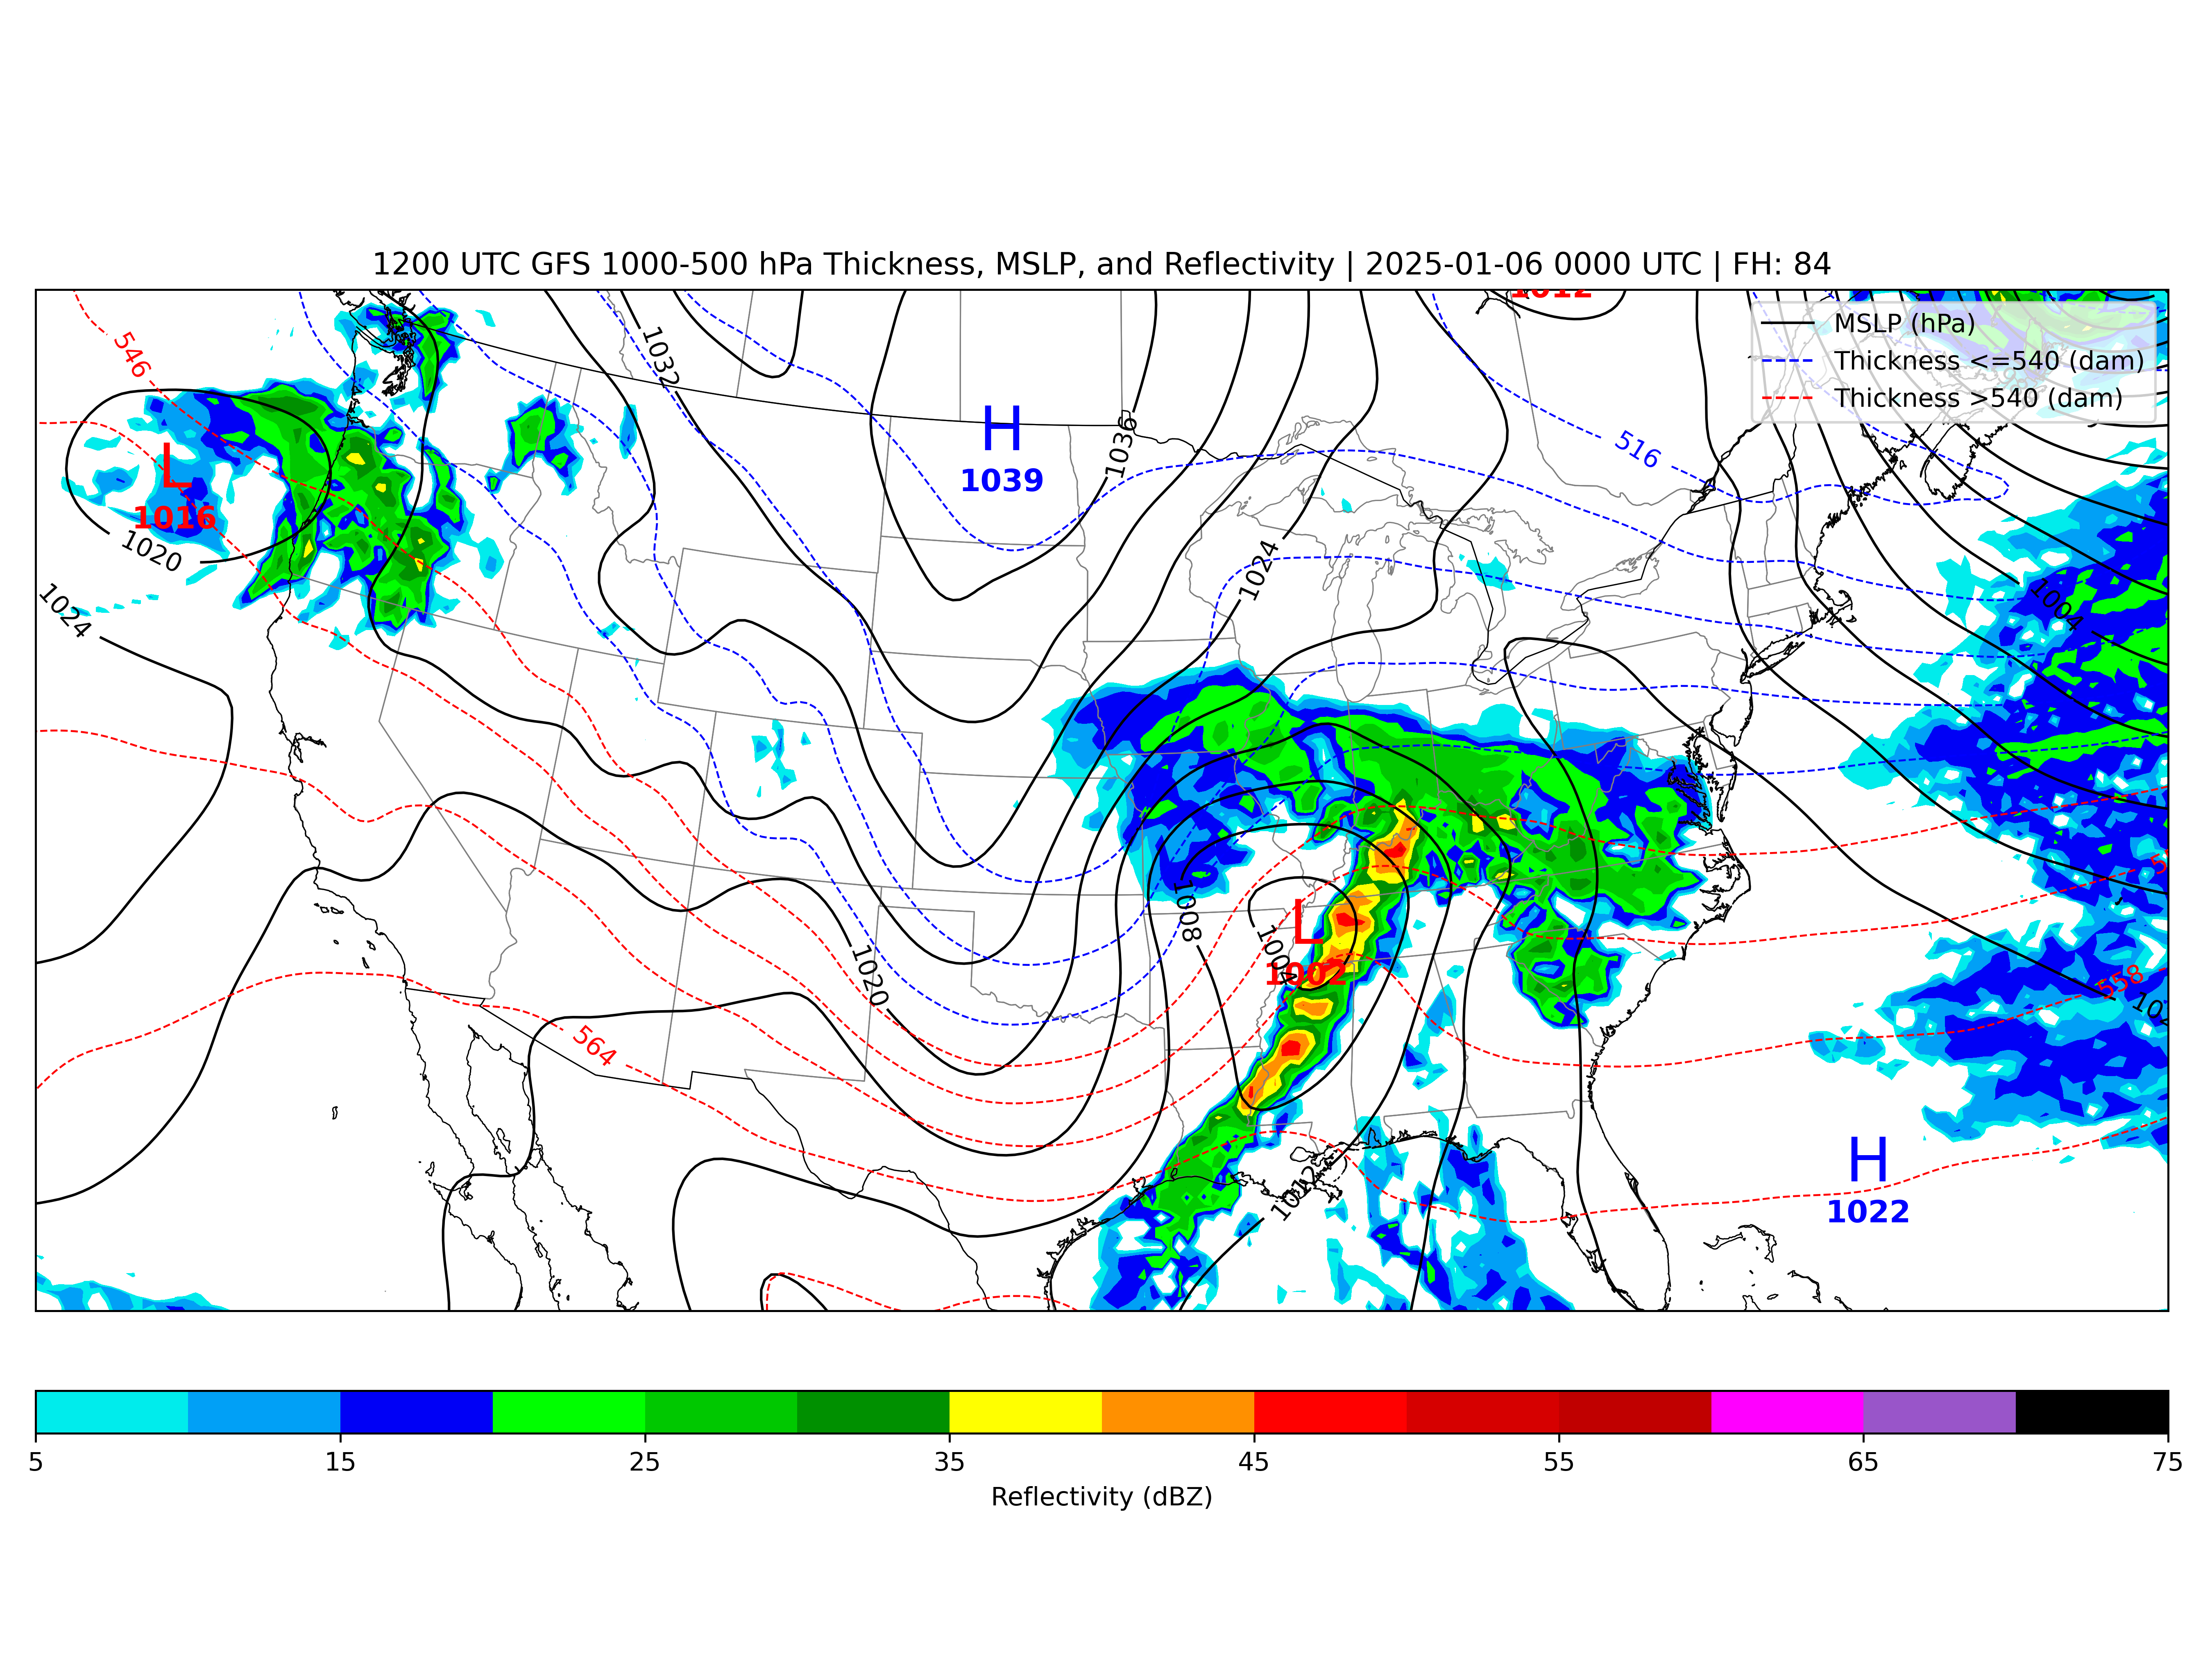 1200 UTC GFS 1000-500 hPa Thickness, MSLP, and Reflectivity | 2025-01-06 0000 UTC | FH: 84
1012
MSLP (hPa)
Thickness <=540 (dam)
Thickness >540 (dam)
546
1032
H
1039
1036
516
L
1016
1020
1024
1024
1004
1008
L
1004
1002
1020
558
564
H
1022
1012
5 15 25 35 45 55 65 75
Reflectivity (dBZ)